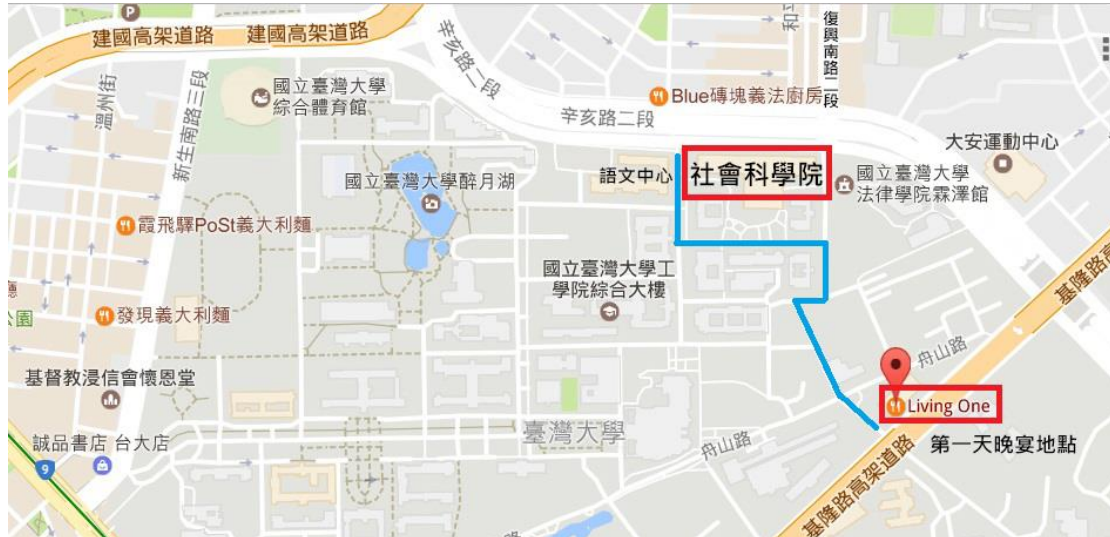 P
建國高架道路
建國高架道路
辛亥路二段
和平
復興南路二段
溫州街
新生南路三段
國立臺灣大學
綜合體育館
Blue磚塊義法廚房
辛亥路二段
大安運動中心
國立臺灣大學醉月湖
語文中心
社會科學院
國立臺灣大學
法律學院霖澤館
霞飛驛PoSt義大利麵
國立臺灣大學工
學院綜合大樓
基隆路高
公園
發現義大利麵
舟山路
基督教浸信會懷恩堂
Living One
誠品書店 台大店
臺灣大學
舟山路
第一天晚宴地點
9
基隆路高架道路